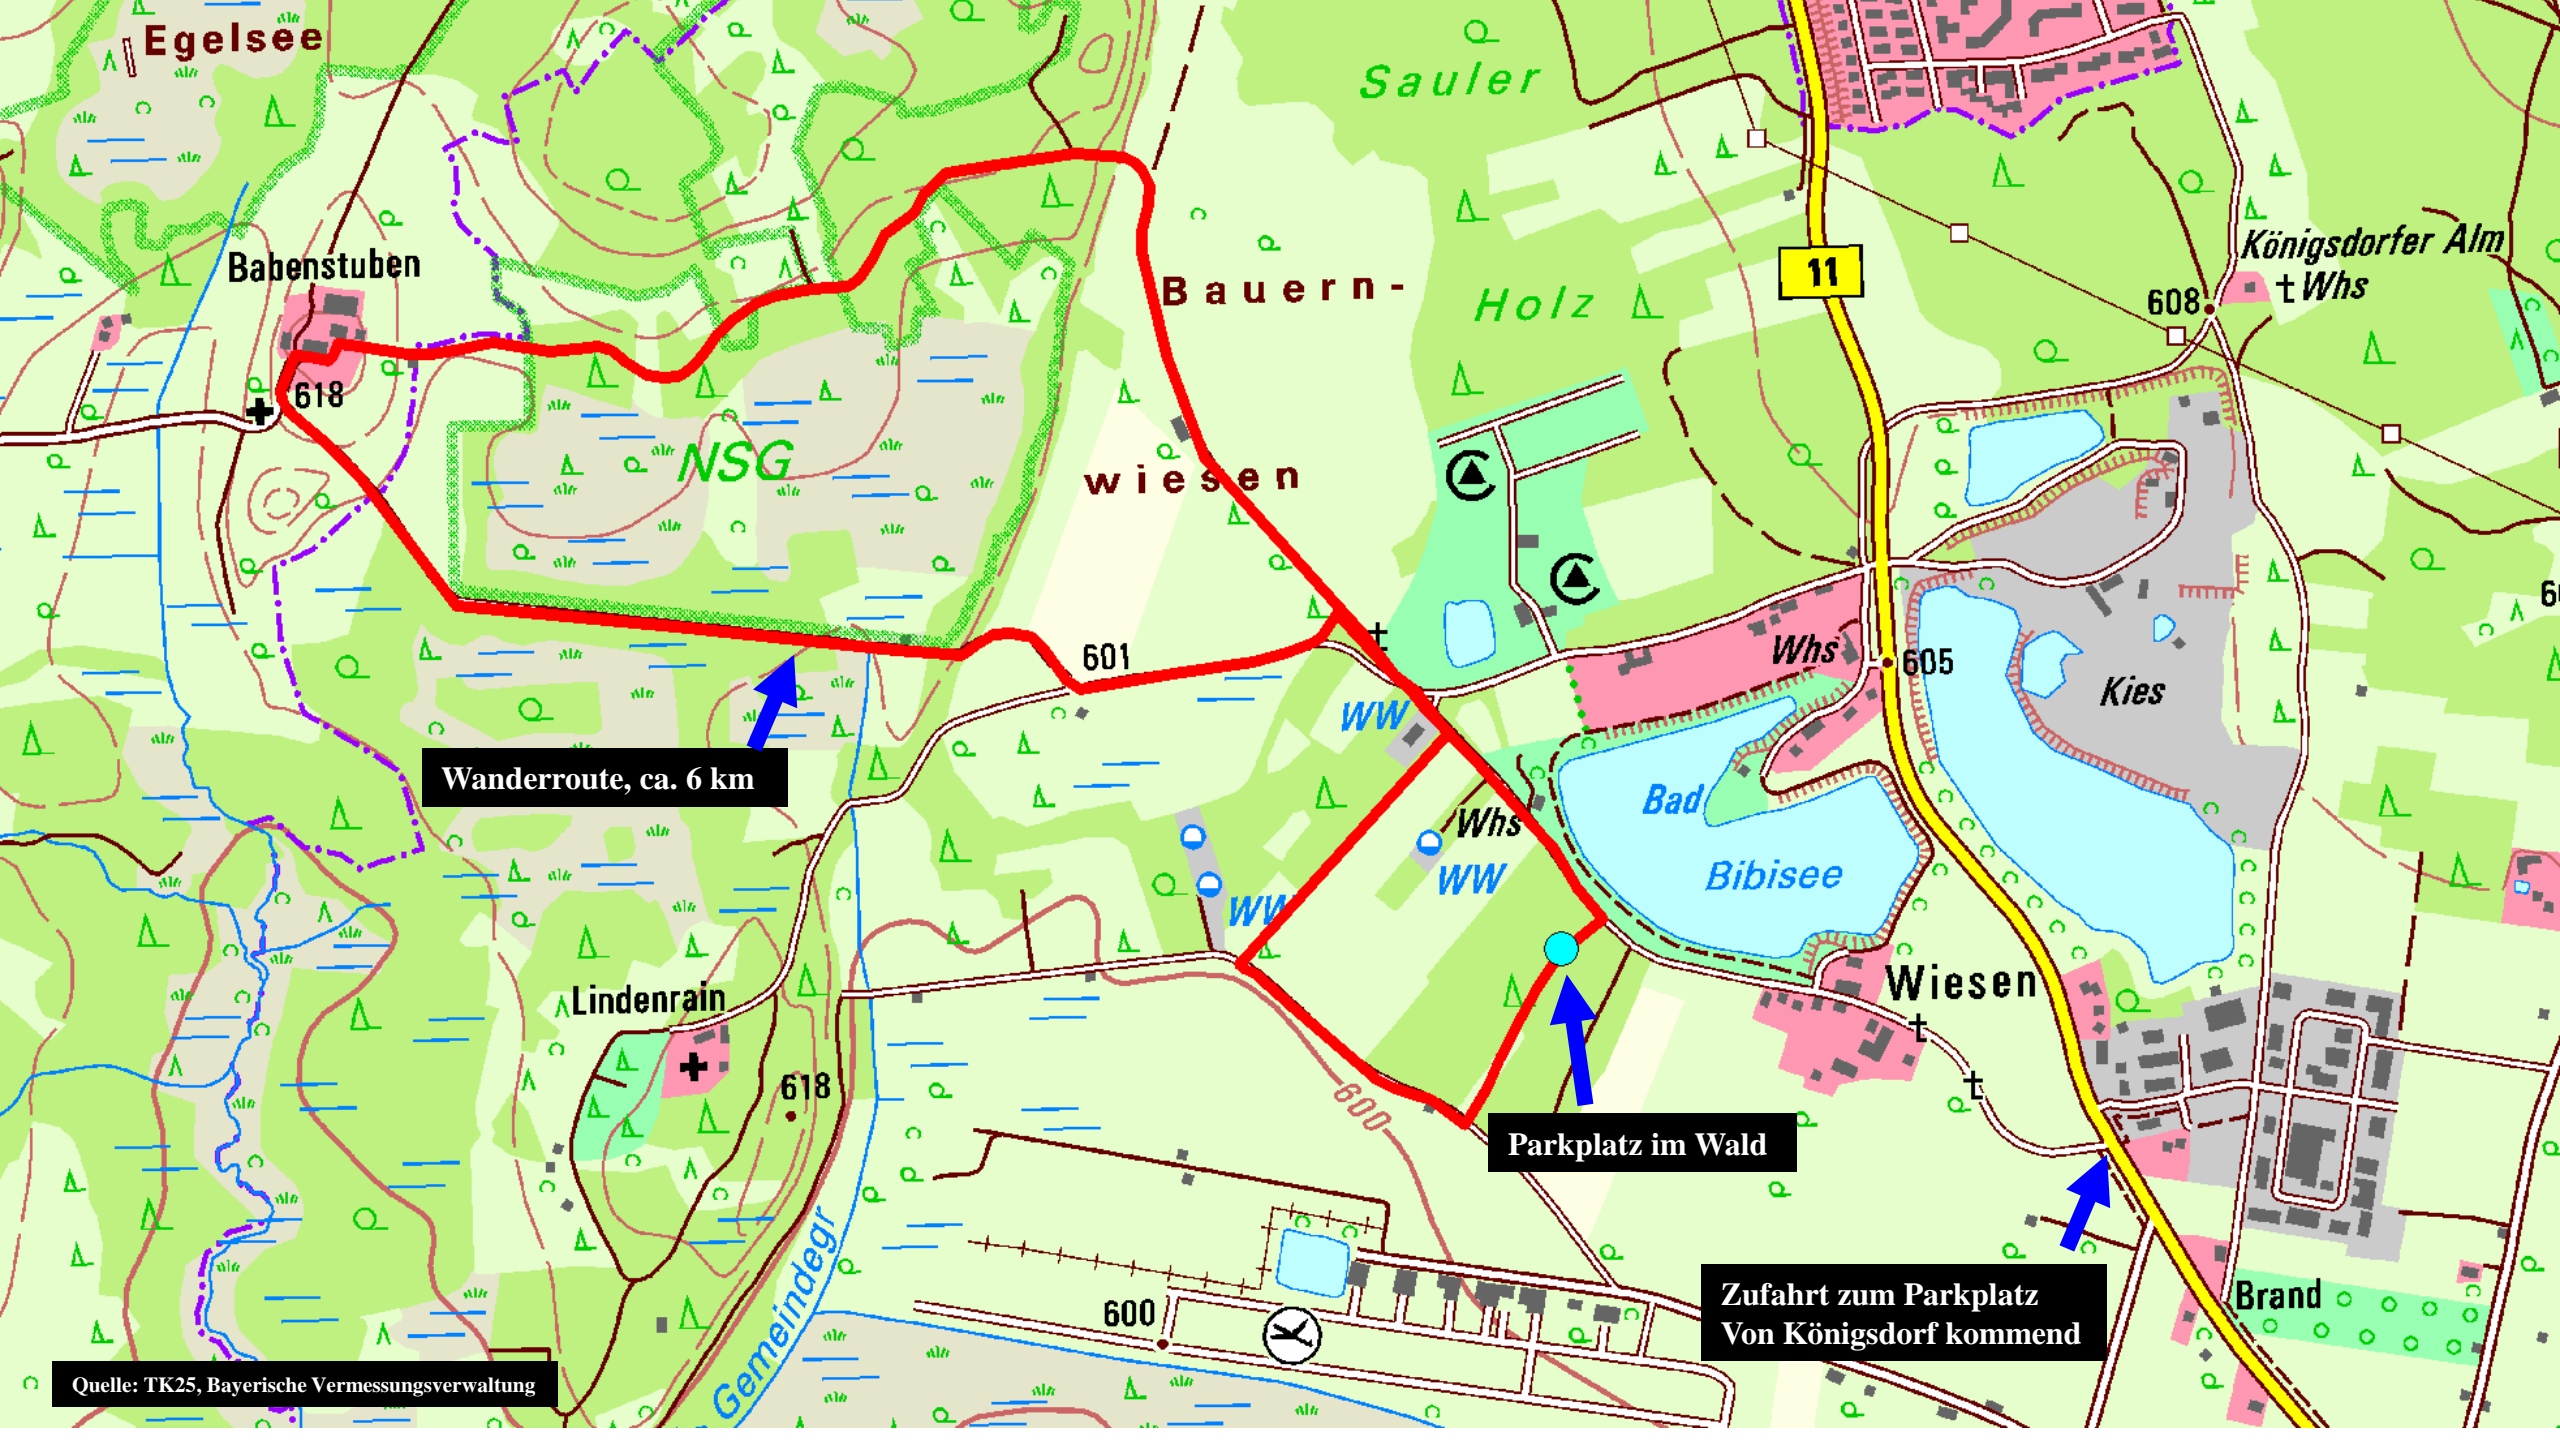 Egelsee
Sauler
Königsdorfer Alm
Whs
Babenstuben
11
Bauern-
Holz
608
618
NSG
wiesen
601
Whs
605
Kies
WW
Wanderroute, ca. 6 km
Bad
Whs
WW
Bibisee
WW
Wiesen
Lindenrain
618
600
Parkplatz im Wald
Gemeindegr
600
Zufahrt zum Parkplatz
Von Königsdorf kommend
Brand
Quelle: TK25, Bayerische Vermessungsverwaltung